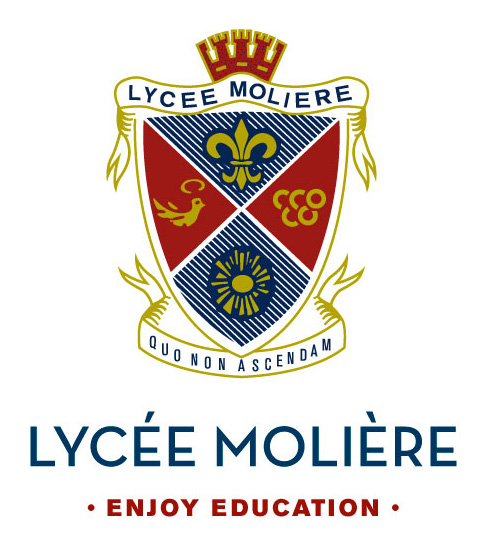 LYCEE MOLIERE
QUO NON ASCENDAM
LYCÉE MOLIÈRE
• ENJOY EDUCATION •